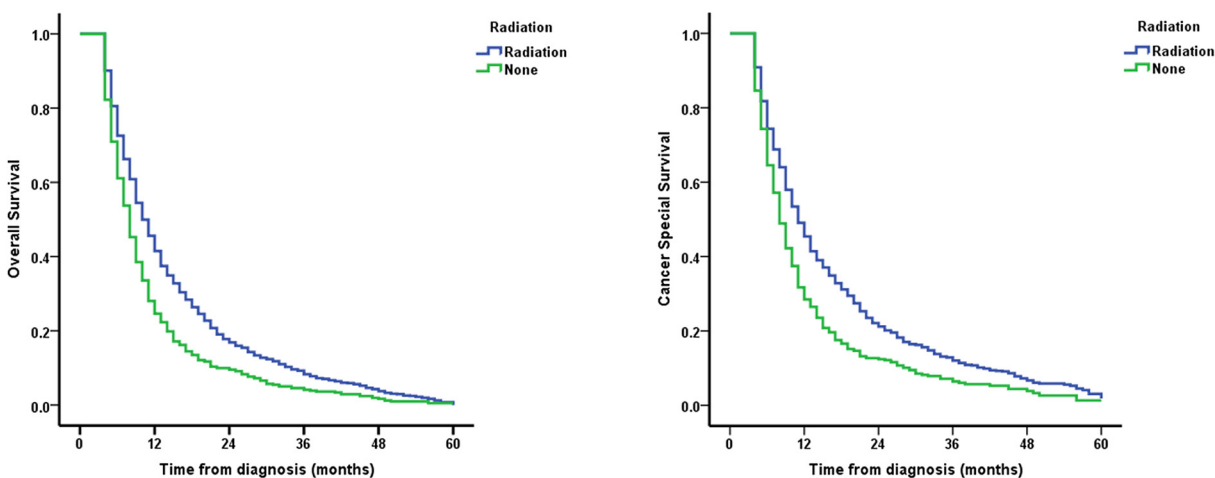 Radiation
Radiation
None
Overall Survival
1.0
0.8
0.6
0.4
0.2
0.0
0 12 24 36 48 60
Time from diagnosis (months)
Radiation
Radiation
None
Cancer Special Survival
1.0
0.8
0.6
0.4
0.2
0.0
0 12 24 36 48 60
Time from diagnosis (months)